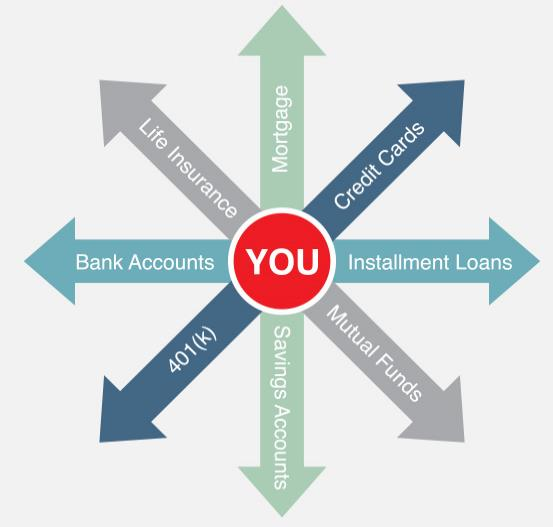 Mortgage
Life Insurance
Credit Cards
Bank Accounts
YOU
Installment Loans
401(k)
Savings Accounts
Mutual Funds